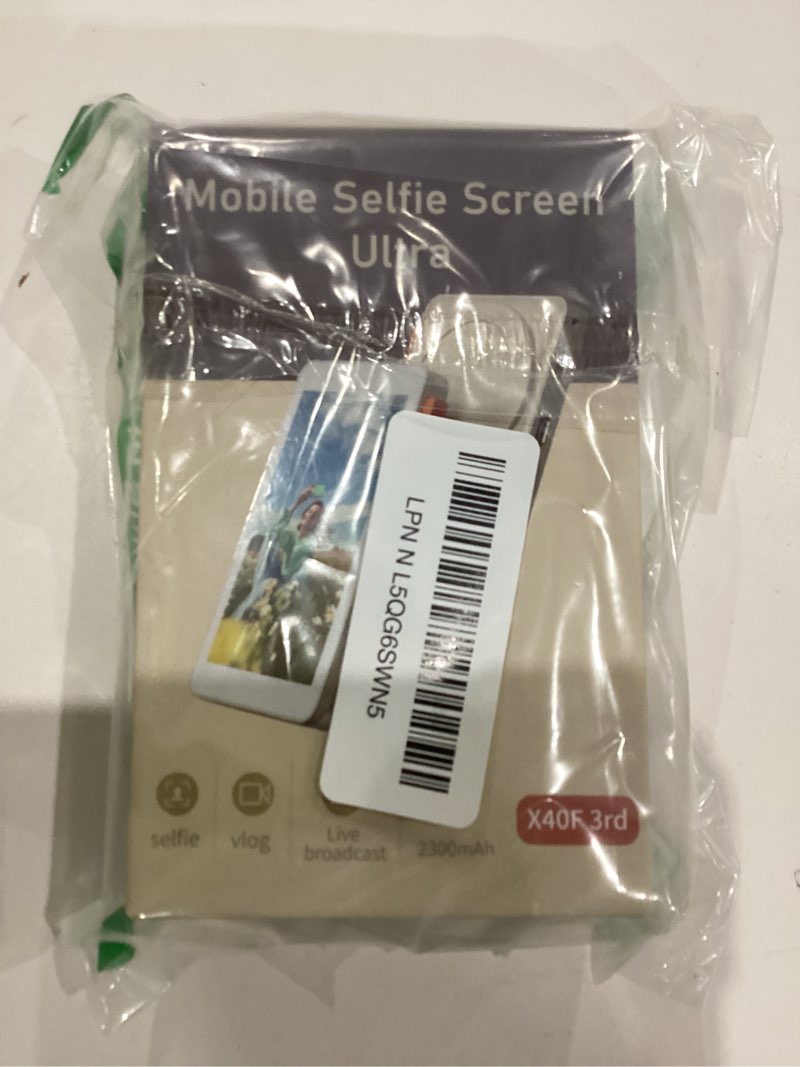 Mobile Selfie Screen
Ultra
LPN N L5QG6SWN5
selfie
vlog
Live
broadcast
2300mAh
X40F 3rd